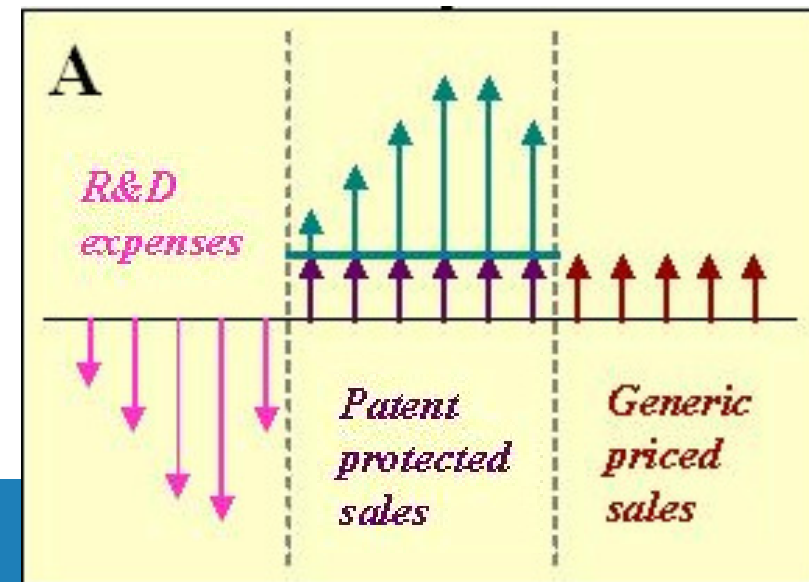 A
R&D
expenses
Patent
protected
sales
Generic
priced
sales